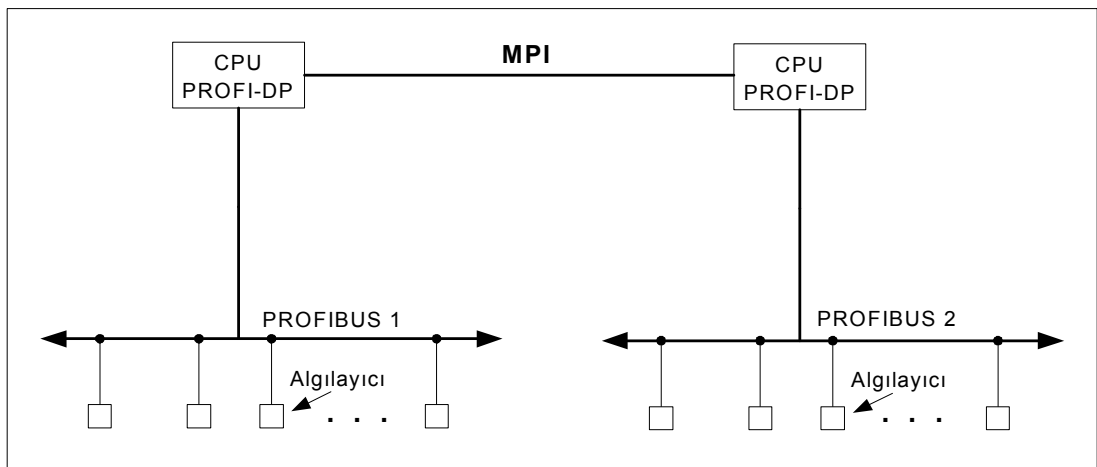 CPU
PROFI-DP
MPI
CPU
PROFI-DP
PROFIBUS 1
Algılayıcı
. . .
PROFIBUS 2
Algılayıcı
. . .